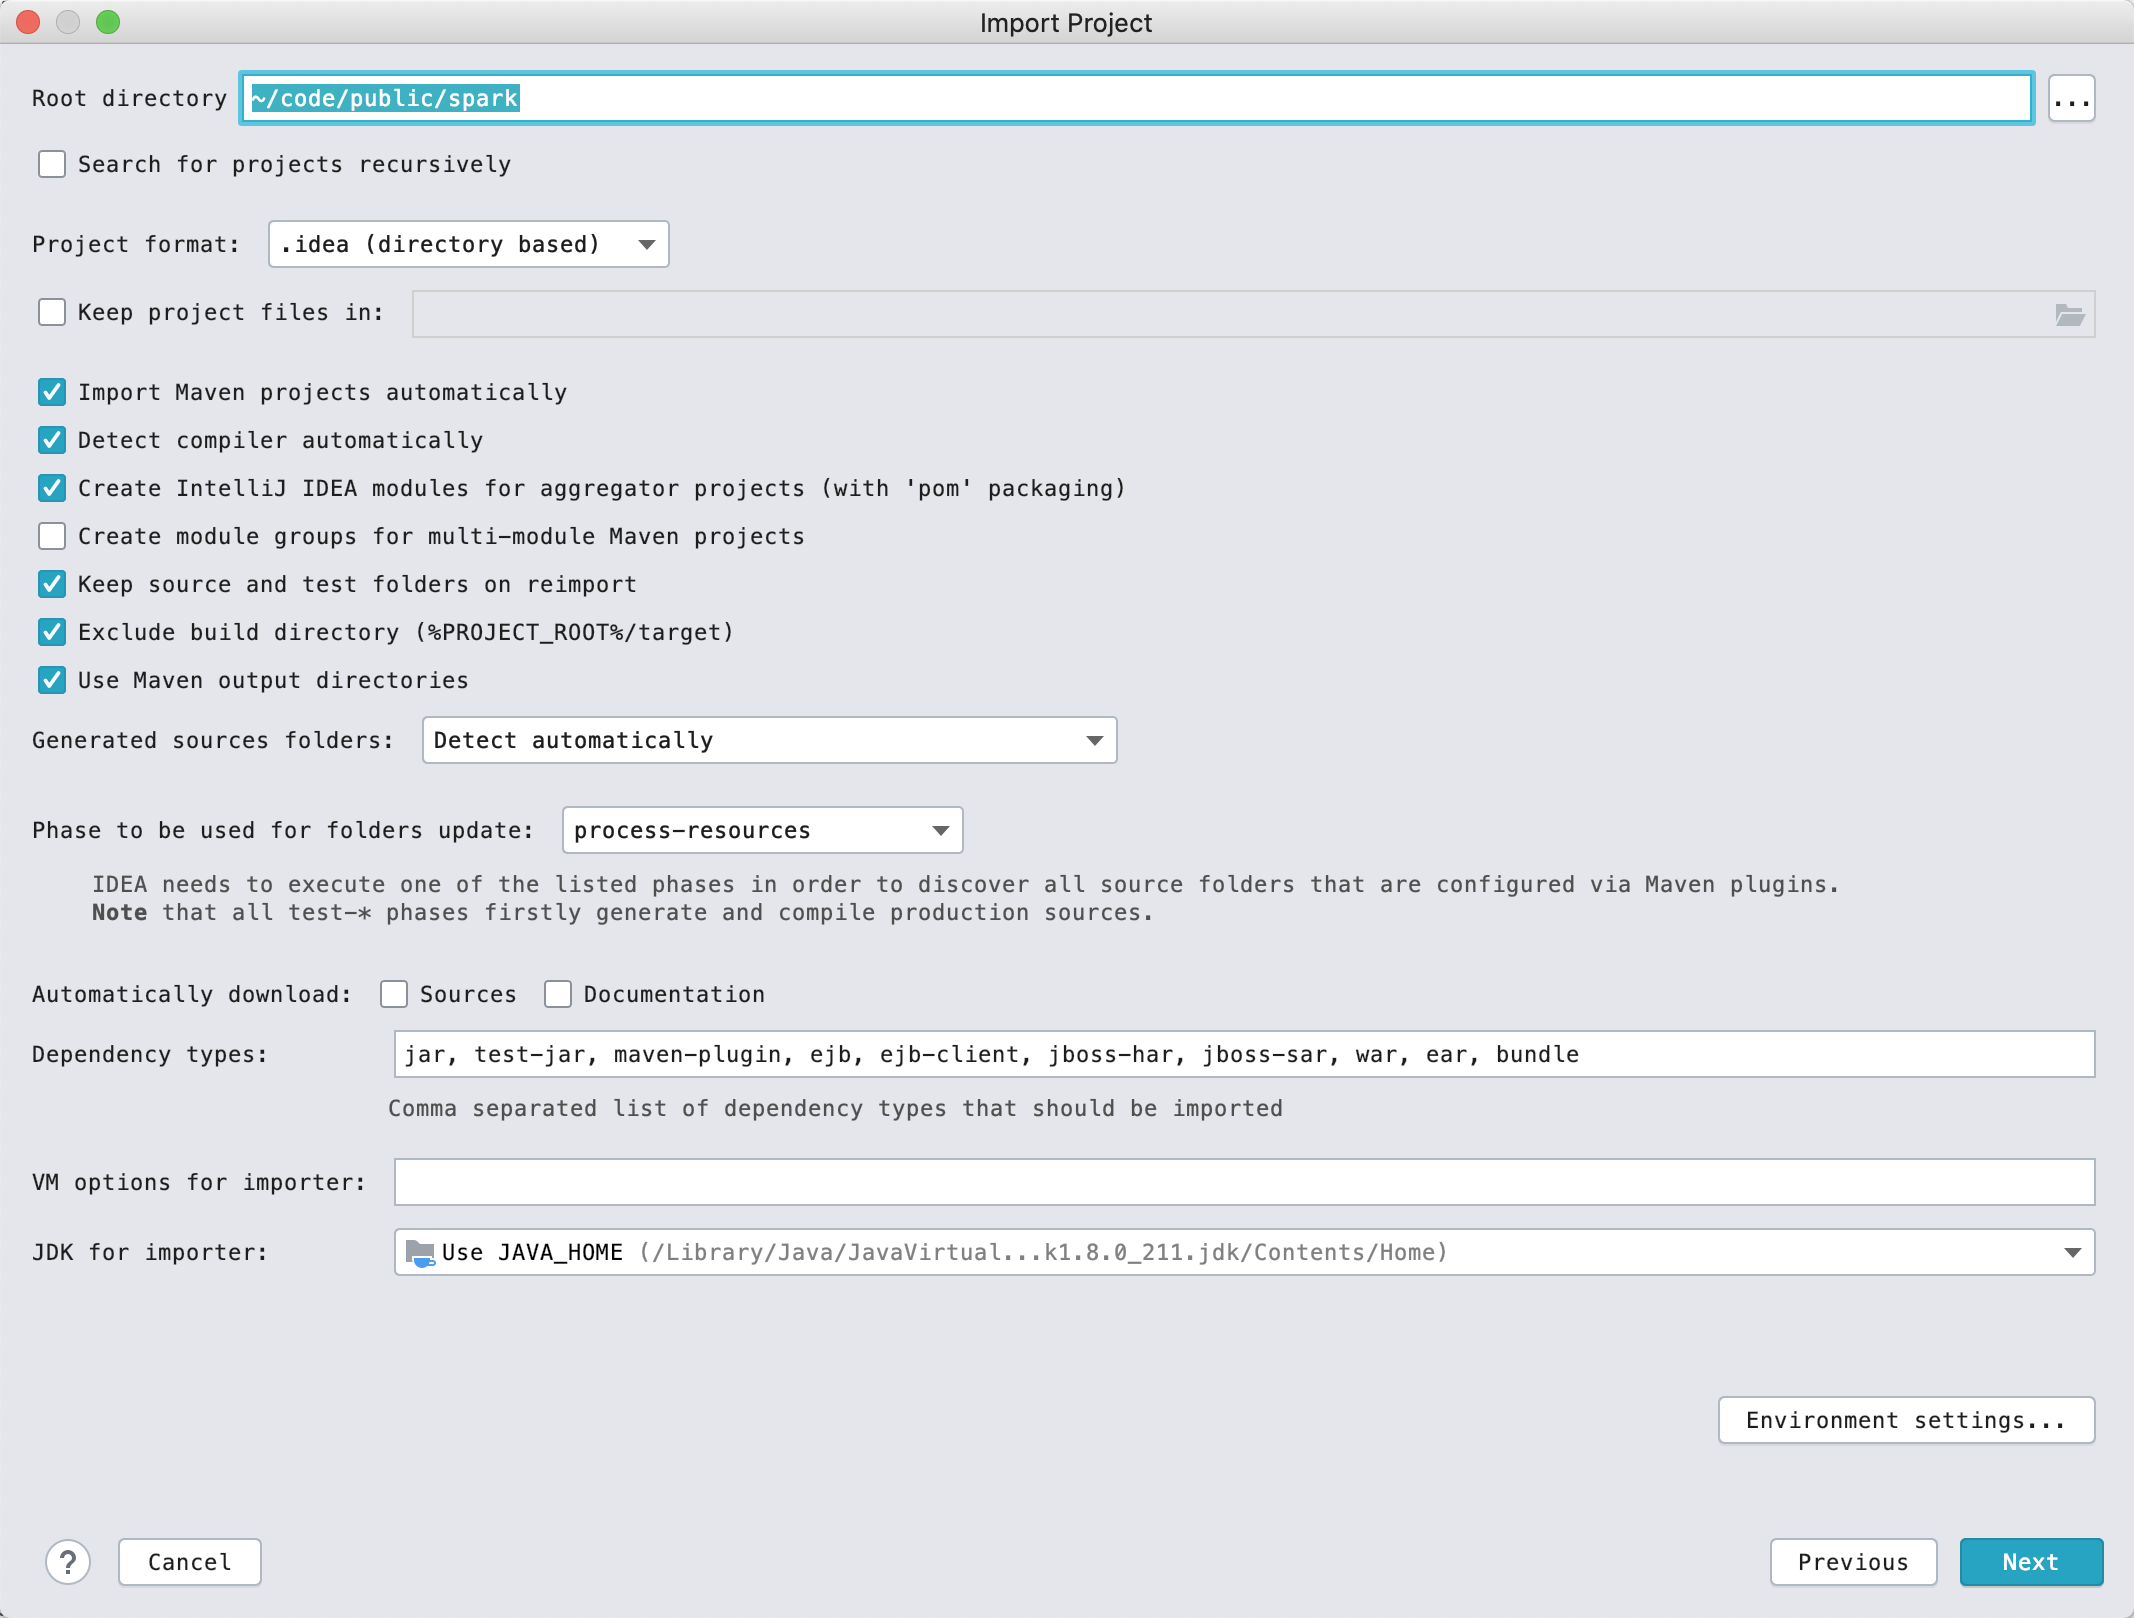 Import Project
Root directory ~/code/public/spark ...
Search for projects recursively
Project format: .idea (directory based)
Keep project files in:
Import Maven projects automatically
Detect compiler automatically
Create IntelliJ IDEA modules for aggregator projects (with 'pom' packaging)
Create module groups for multi-module Maven projects
Keep source and test folders on reimport
Exclude build directory (%PROJECT_ROOT%/target)
Use Maven output directories
Generated sources folders: Detect automatically
Phase to be used for folders update: process-resources
IDEA needs to execute one of the listed phases in order to discover all source folders that are configured via Maven plugins.
Note that all test-* phases firstly generate and compile production sources.
Automatically download: Sources Documentation
Dependency types: jar, test-jar, maven-plugin, ejb, ejb-client, jboss-har, jboss-sar, war, ear, bundle
Comma separated list of dependency types that should be imported
VM options for importer:
JDK for importer: Use JAVA_HOME (/Library/Java/JavaVirtual...k1.8.0_211.jdk/Contents/Home)
Environment settings...
? Cancel Previous Next